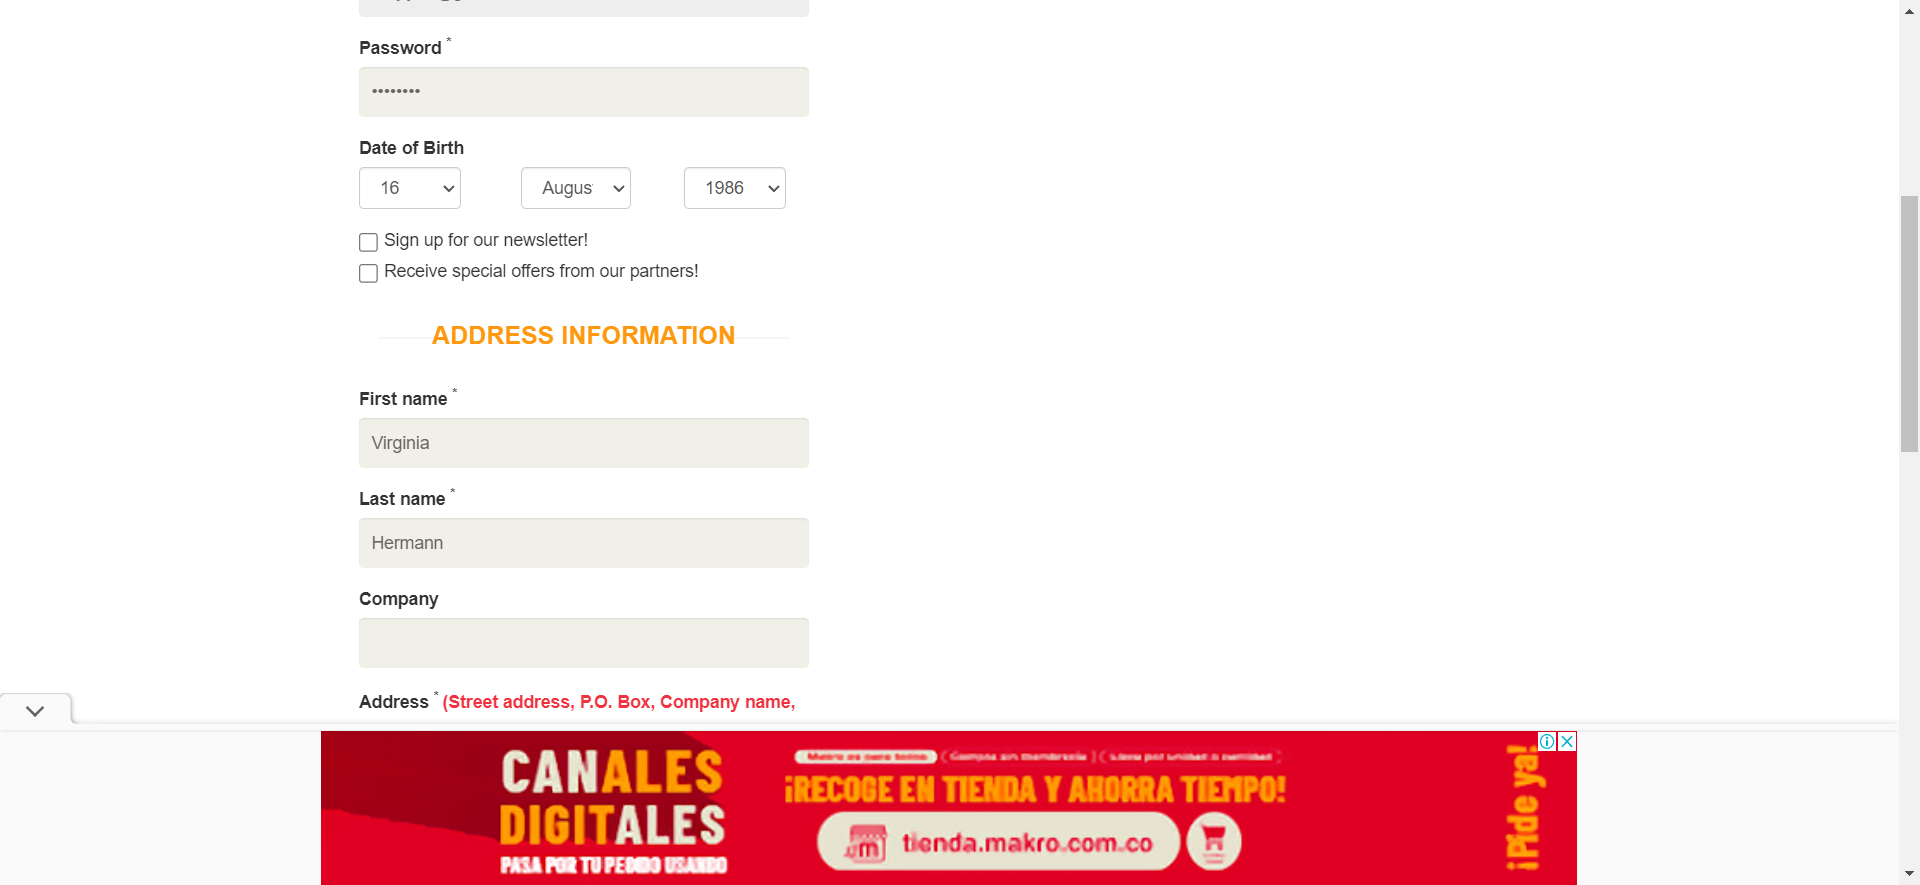 Password *
••••••••
Date of Birth
16 Augus 1986
Sign up for our newsletter!
Receive special offers from our partners!
ADDRESS INFORMATION
First name *
Virginia
Last name *
Hermann
Company
Address * (Street address, P.O. Box, Company name,
CANALES
DIGITALES
PASA POR TU PEDIDO USANDO
¡RECOGE EN TIENDA Y AHORRA TIEMPO!
m tienda.makro.com.co
¡Pide ya!